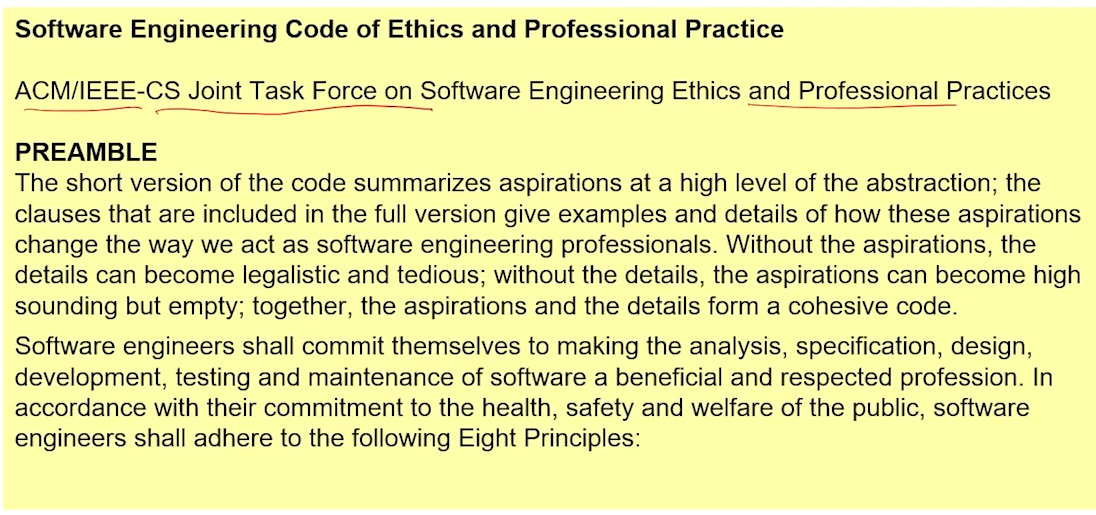 Software Engineering Code of Ethics and Professional Practice
ACM/IEEE-CS Joint Task Force on Software Engineering Ethics and Professional Practices
PREAMBLE
The short version of the code summarizes aspirations at a high level of the abstraction; the
clauses that are included in the full version give examples and details of how these aspirations
change the way we act as software engineering professionals. Without the aspirations, the
details can become legalistic and tedious; without the details, the aspirations can become high
sounding but empty; together, the aspirations and the details form a cohesive code.
Software engineers shall commit themselves to making the analysis, specification, design,
development, testing and maintenance of software a beneficial and respected profession. In
accordance with their commitment to the health, safety and welfare of the public, software
engineers shall adhere to the following Eight Principles: